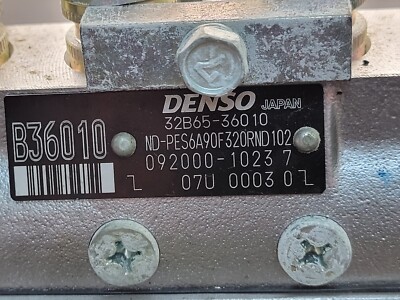 DENSO JAPAN
32B65-36010
B36010
ND-PES6A90F320RND102
092000-1023 7
07U 0003 0